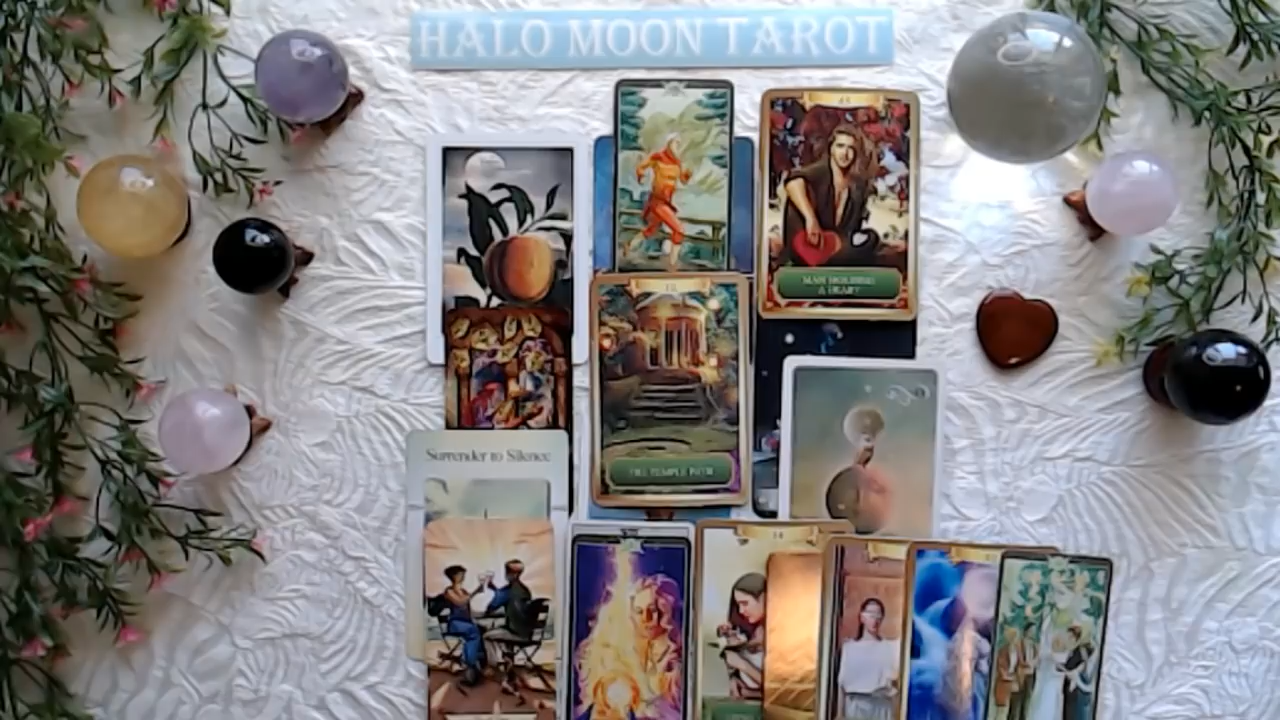 HALO MOON TAROT
MAN HOLDING
A HEART
THE TEMPLE PATH
Surrender to Silence